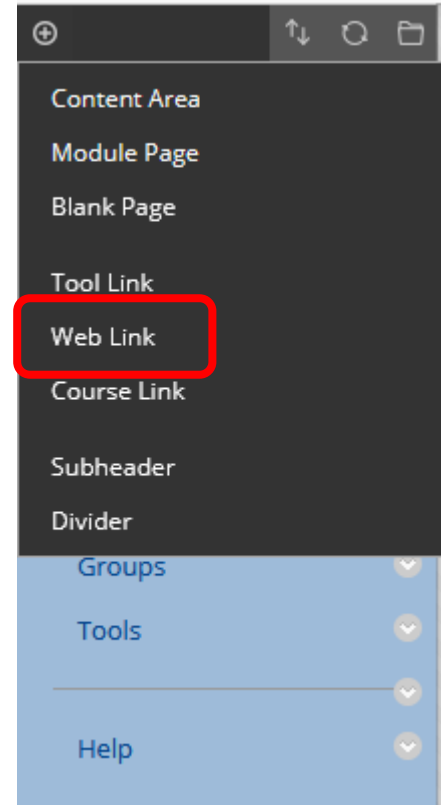 Content Area
Module Page
Blank Page
Tool Link
Web Link
Course Link
Subheader
Divider
Groups
Tools
Help